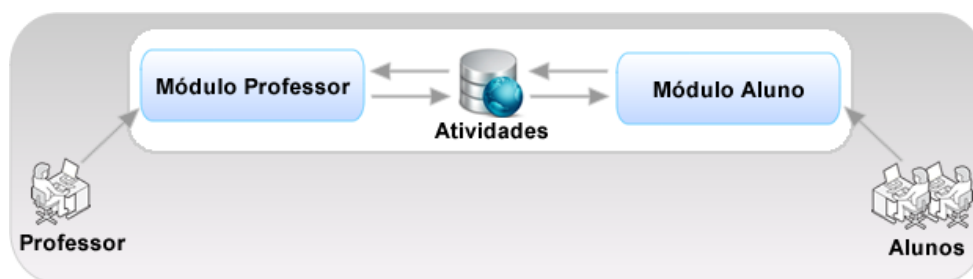 Módulo Professor
Módulo Aluno
Atividades
Professor
Alunos